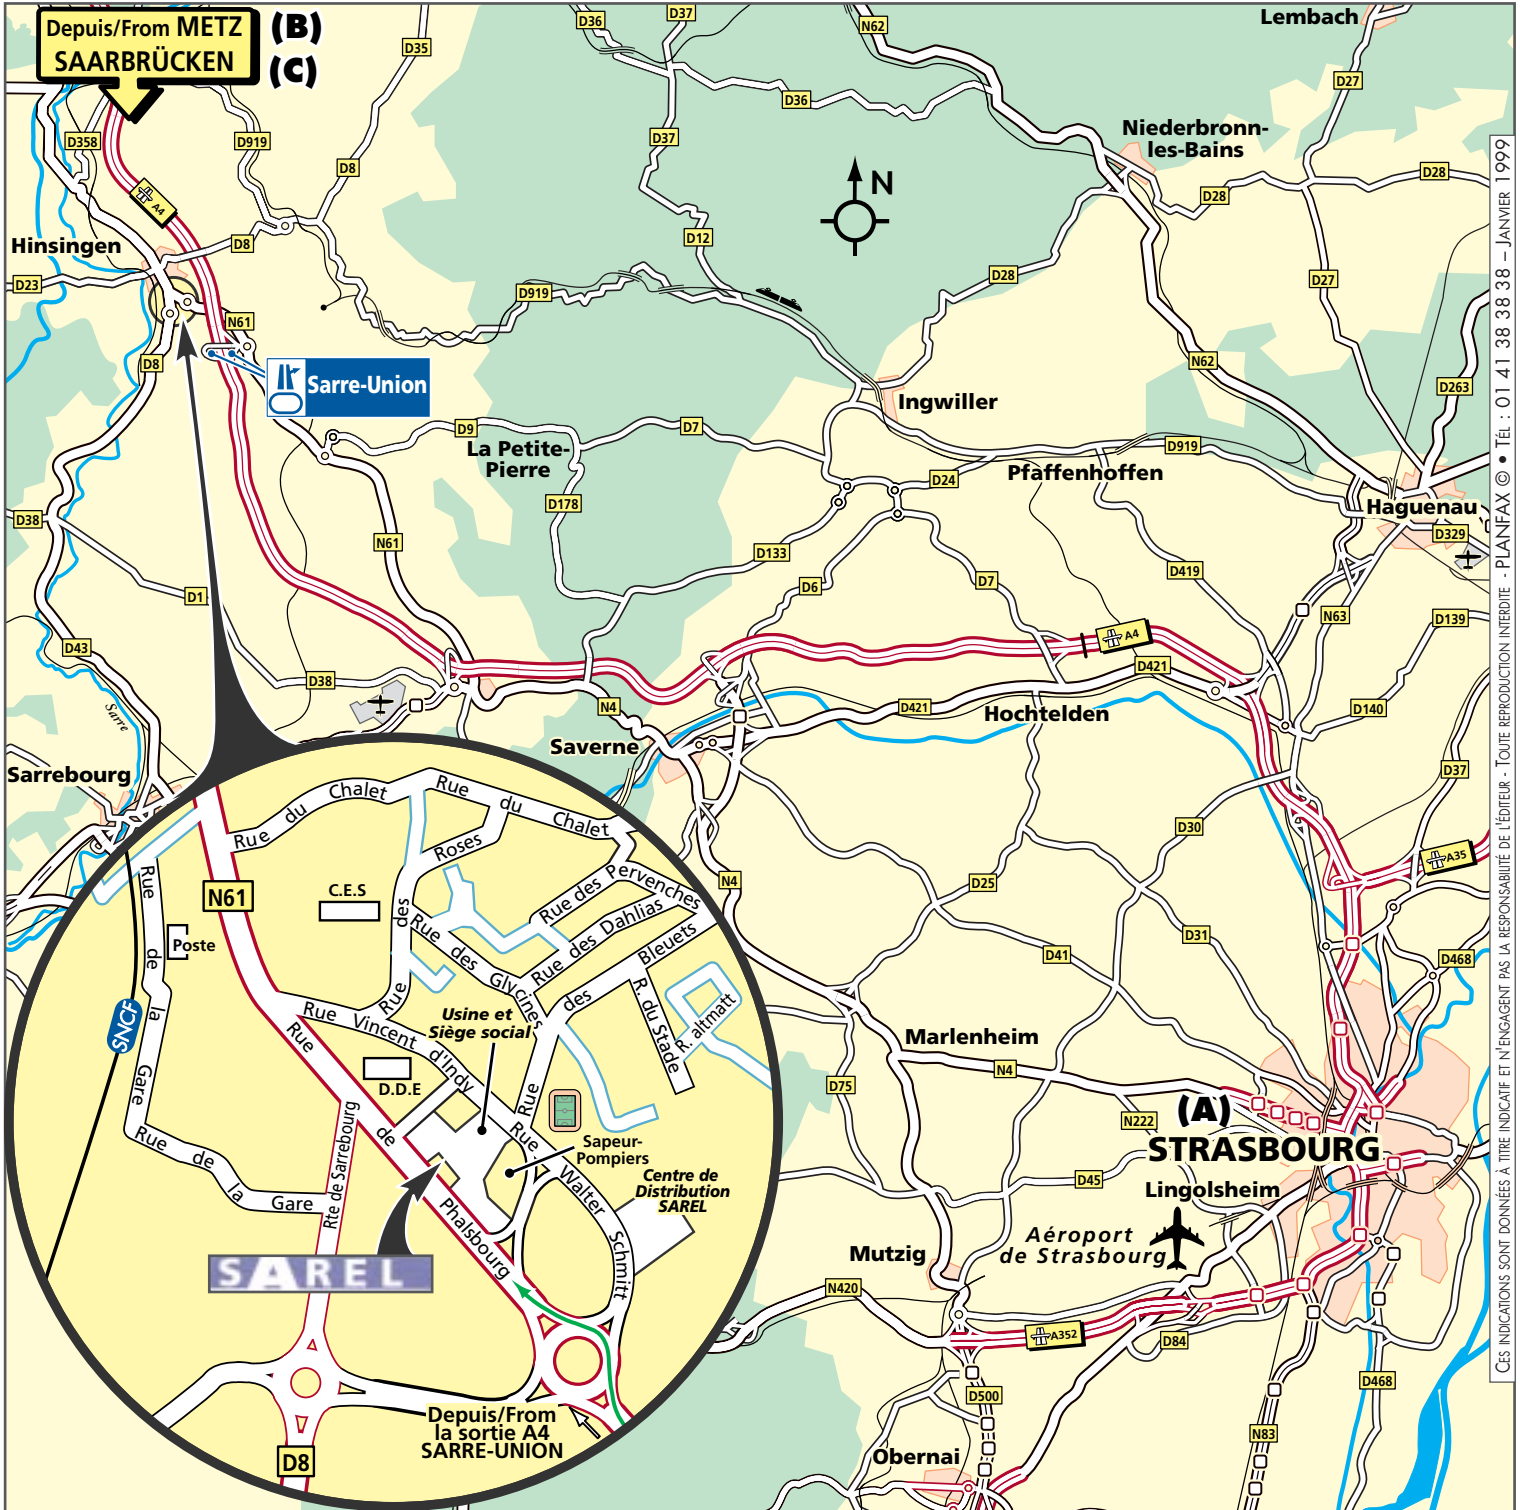 Depuis/From METZ
SAARBRÜCKEN
(B)
(C)
D35
D36
D37
N62
Lembach
D27
D36
D358
D919
D8
D37
Niederbronn-
les-Bains
D28
D28
A4
N
Hinsingen
D8
D12
D23
D919
D28
D27
N61
D8
Sarre-Union
N62
D263
Ingwiller
D9
La Petite-
Pierre
D7
D919
Pfaffenhoffen
D24
D178
Haguenau
D38
D329
N61
D133
D6
D7
D419
D1
N63
D139
A4
D43
D38
D421
Sarre
N4
D421
Hochtelden
D140
Saverne
Sarrebourg
D37
D30
A35
N4
D25
D31
D41
D468
Marlenheim
N4
D75
N222
(A)
STRASBOURG
D45
Lingolsheim
Aéroport
de Strasbourg
Mutzig
N420
A352
D84
D500
D468
N83
Obernai
Rue du Chalet
Rue du Chalet
Roses
des
Rue
N61
C.E.S
Rue des Pervenches
Rue des Dahlias
Rue des Glycines
Bleuets
des
Rue
Poste
Rue de la Gare
SNCF
R. du Stade
R. altmatt
Usine et
Siège social
Rue Vincent d'Indy
D.D.E
Rue de Phalsbourg
Rue de la Gare
Rte de Sarrebourg
Sapeur-
Pompiers
Rue Walter Schmitt
Centre de
Distribution
SAREL
SAREL
Depuis/From
la sortie A4
SARRE-UNION
D8
CES INDICATIONS SONT DONNÉES À TITRE INDICATIF ET N'ENGAGENT PAS LA RESPONSABILITÉ DE L'ÉDITEUR - TOUTE REPRODUCTION INTERDITE - PLANFAX © • TÉL : 01 41 38 38 38 – JANVIER 1999